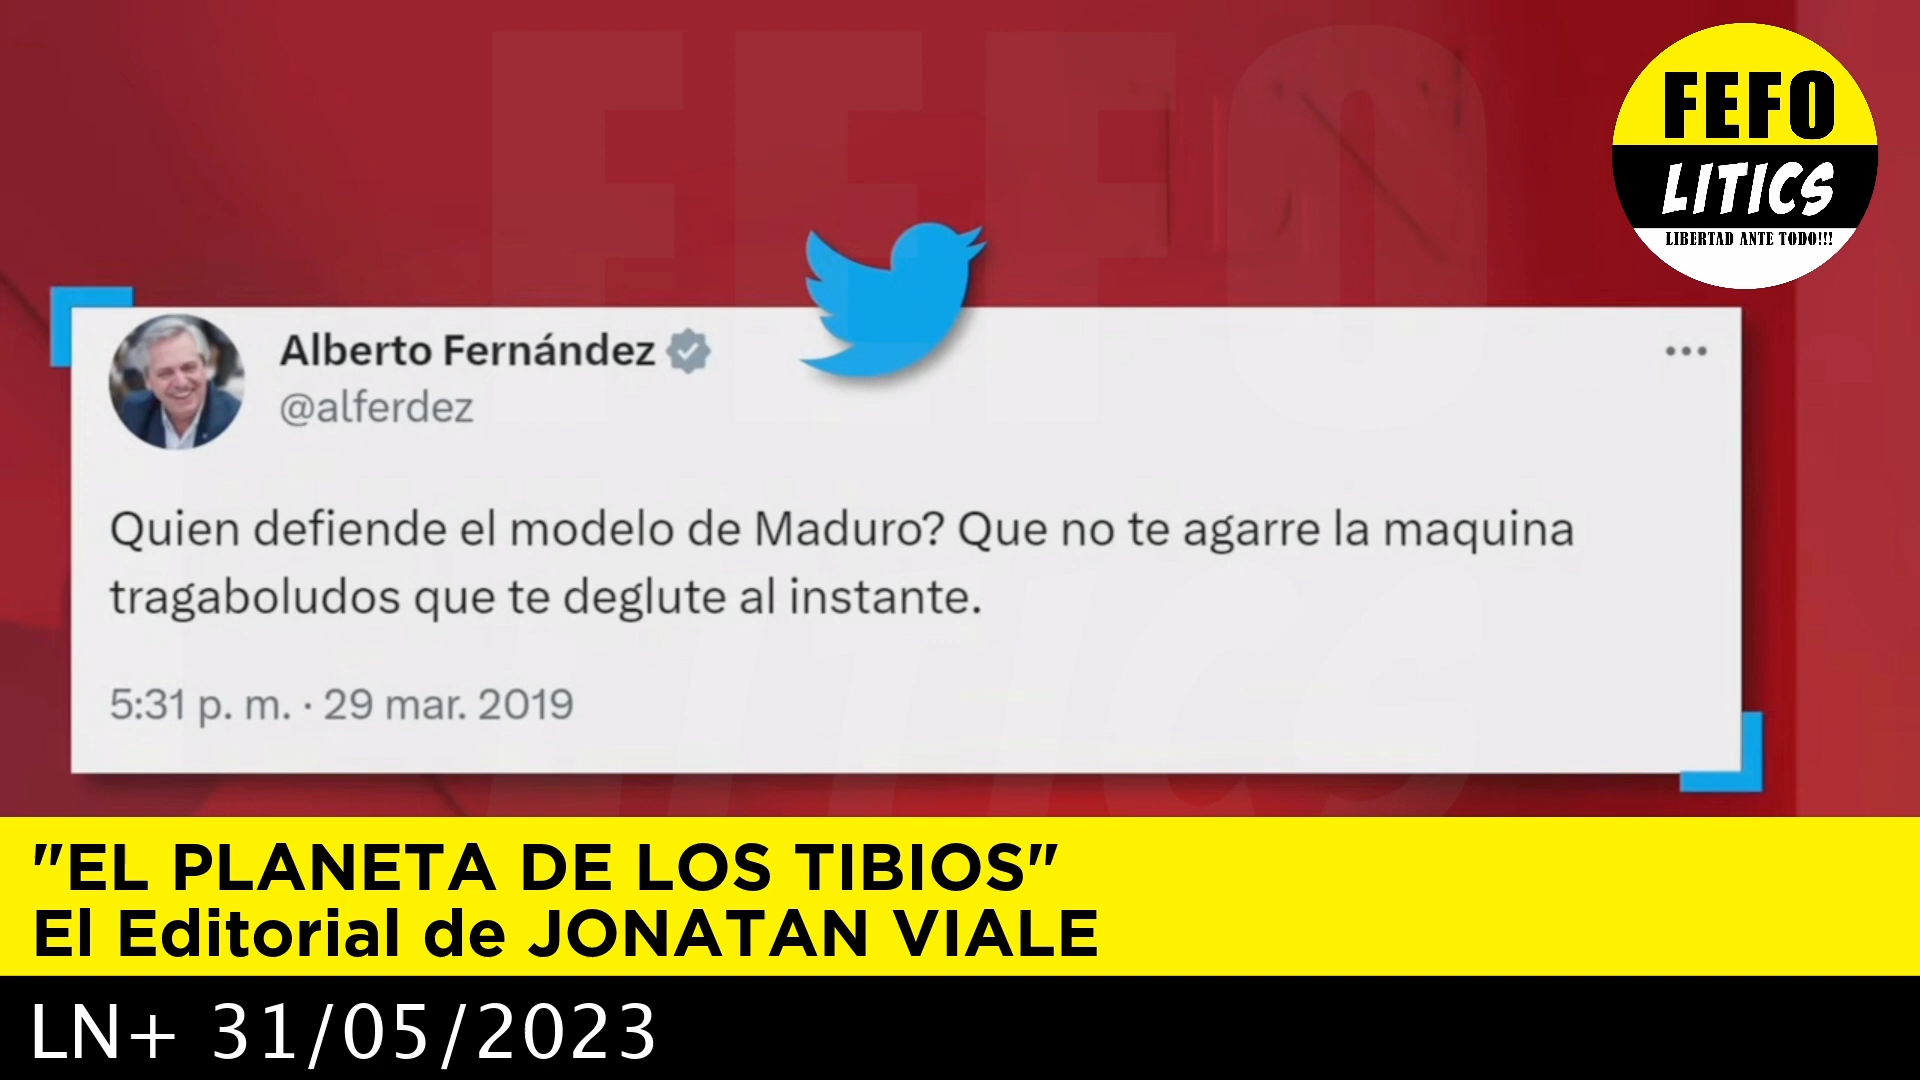 FEFO
LITICS
LIBERTAD ANTE TODO!!!
FEFO
LITICS
Alberto Fernández
@alferdez
Quien defiende el modelo de Maduro? Que no te agarre la maquina
tragaboludos que te deglute al instante.
5:31 p. m. · 29 mar. 2019
"EL PLANETA DE LOS TIBIOS"
El Editorial de JONATAN VIALE
LN+ 31/05/2023